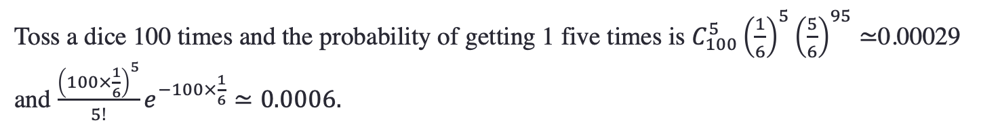 Toss a dice 100 times and the probability of getting 1 five times is $C_{100}^{5} \left(\frac{1}{6}\right)^{5} \left(\frac{5}{6}\right)^{95}$ ≃0.00029
and $\frac{\left(100 \times \frac{1}{6}\right)^{5}}{5!} e^{-100 \times \frac{1}{6}} \simeq 0.0006$.